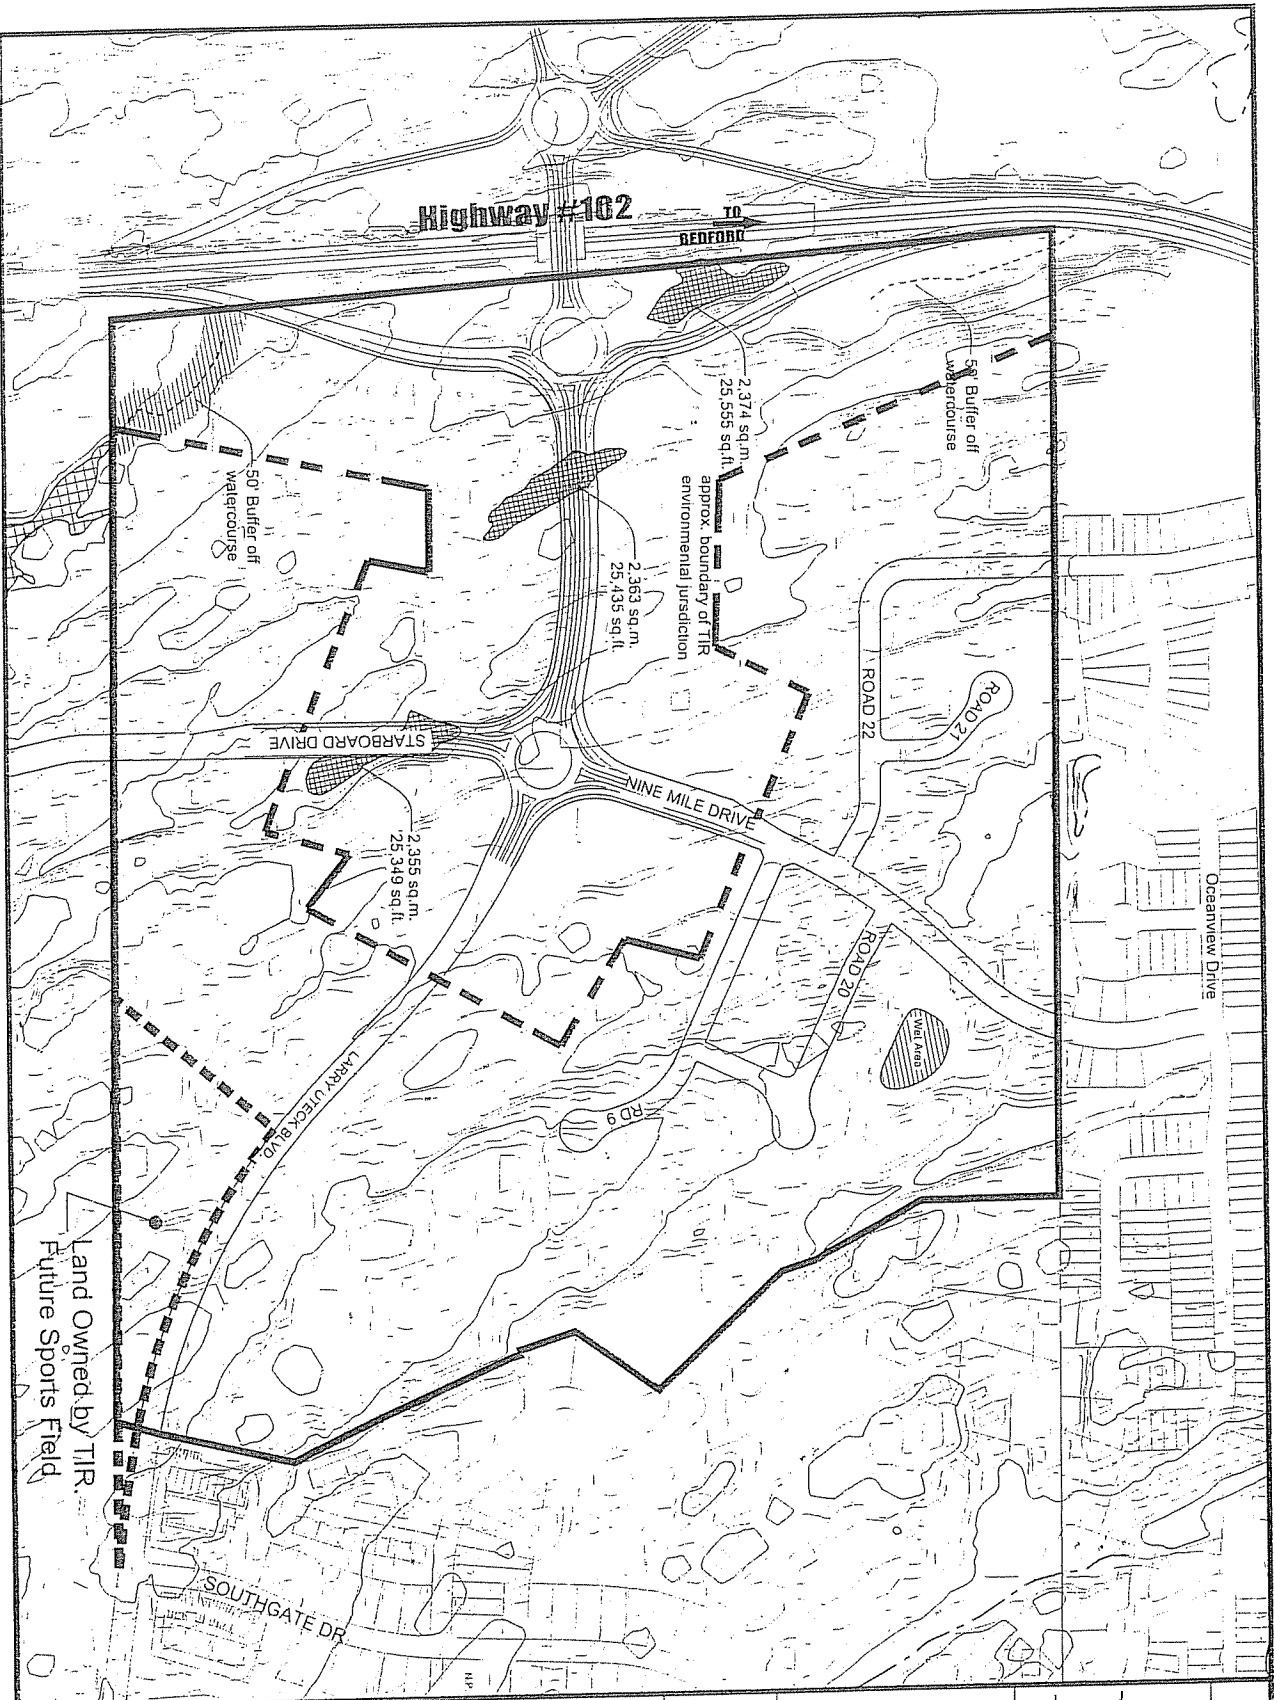 Highway #102
TO
BEDFORD
50' Buffer off
watercourse
2,374 sq.m.
25,555 sq.ft.
approx. boundary of TIR
environmental jursdiction
50' Buffer off
watercourse
2,363 sq.m.
25,435 sq.ft.
ROAD 22
ROAD 21
STARBOARD DRIVE
NINE MILE DRIVE
2,355 sq.m.
25,349 sq.ft.
Oceanview Drive
ROAD 20
Wet Area
RD 9
LARRY UTECK BLVD.
Land Owned by TIR.
Future Sports Field
SOUTHGATE DR
N.P.